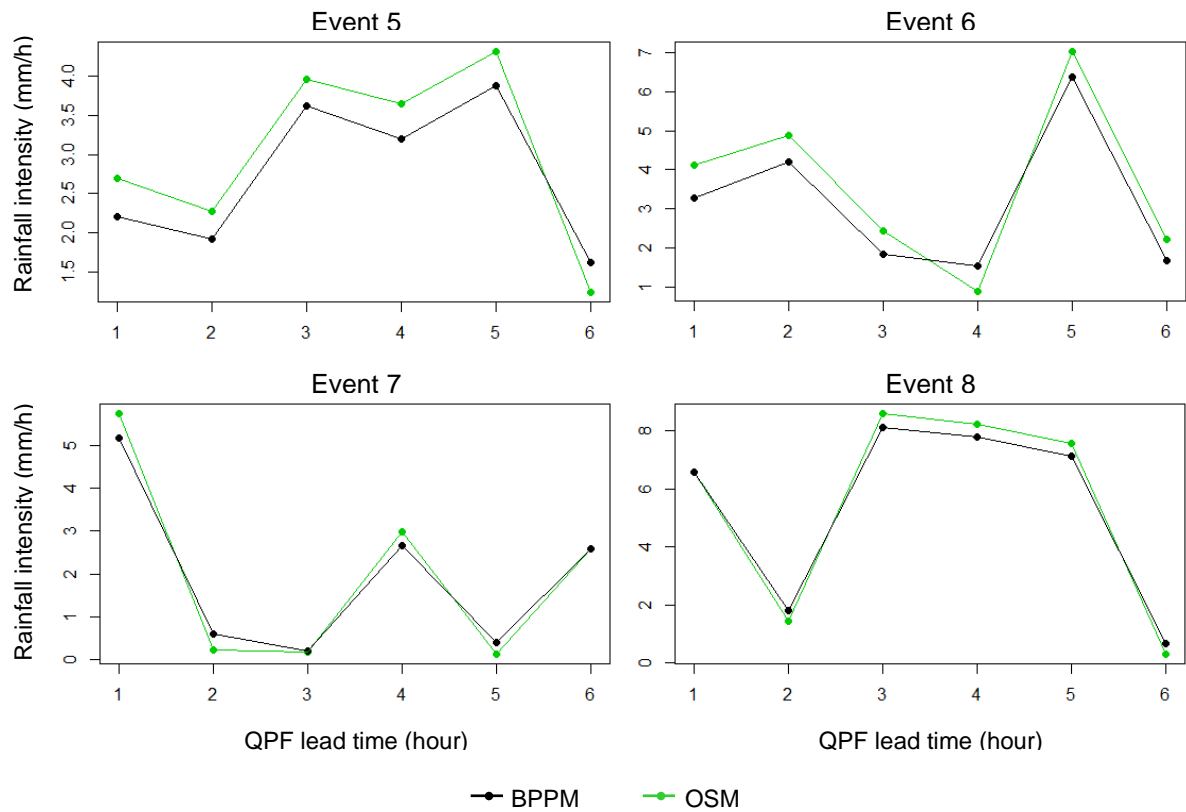 Event 5
Event 6
Rainfall intensity (mm/h)
4.0
3.5
3.0
2.5
2.0
1.5
1 2 3 4 5 6
7
6
5
4
3
2
1
1 2 3 4 5 6
Event 7
Event 8
Rainfall intensity (mm/h)
5
4
3
2
1
0
1 2 3 4 5 6
8
6
4
2
0
1 2 3 4 5 6
QPF lead time (hour)
QPF lead time (hour)
BPPM OSM